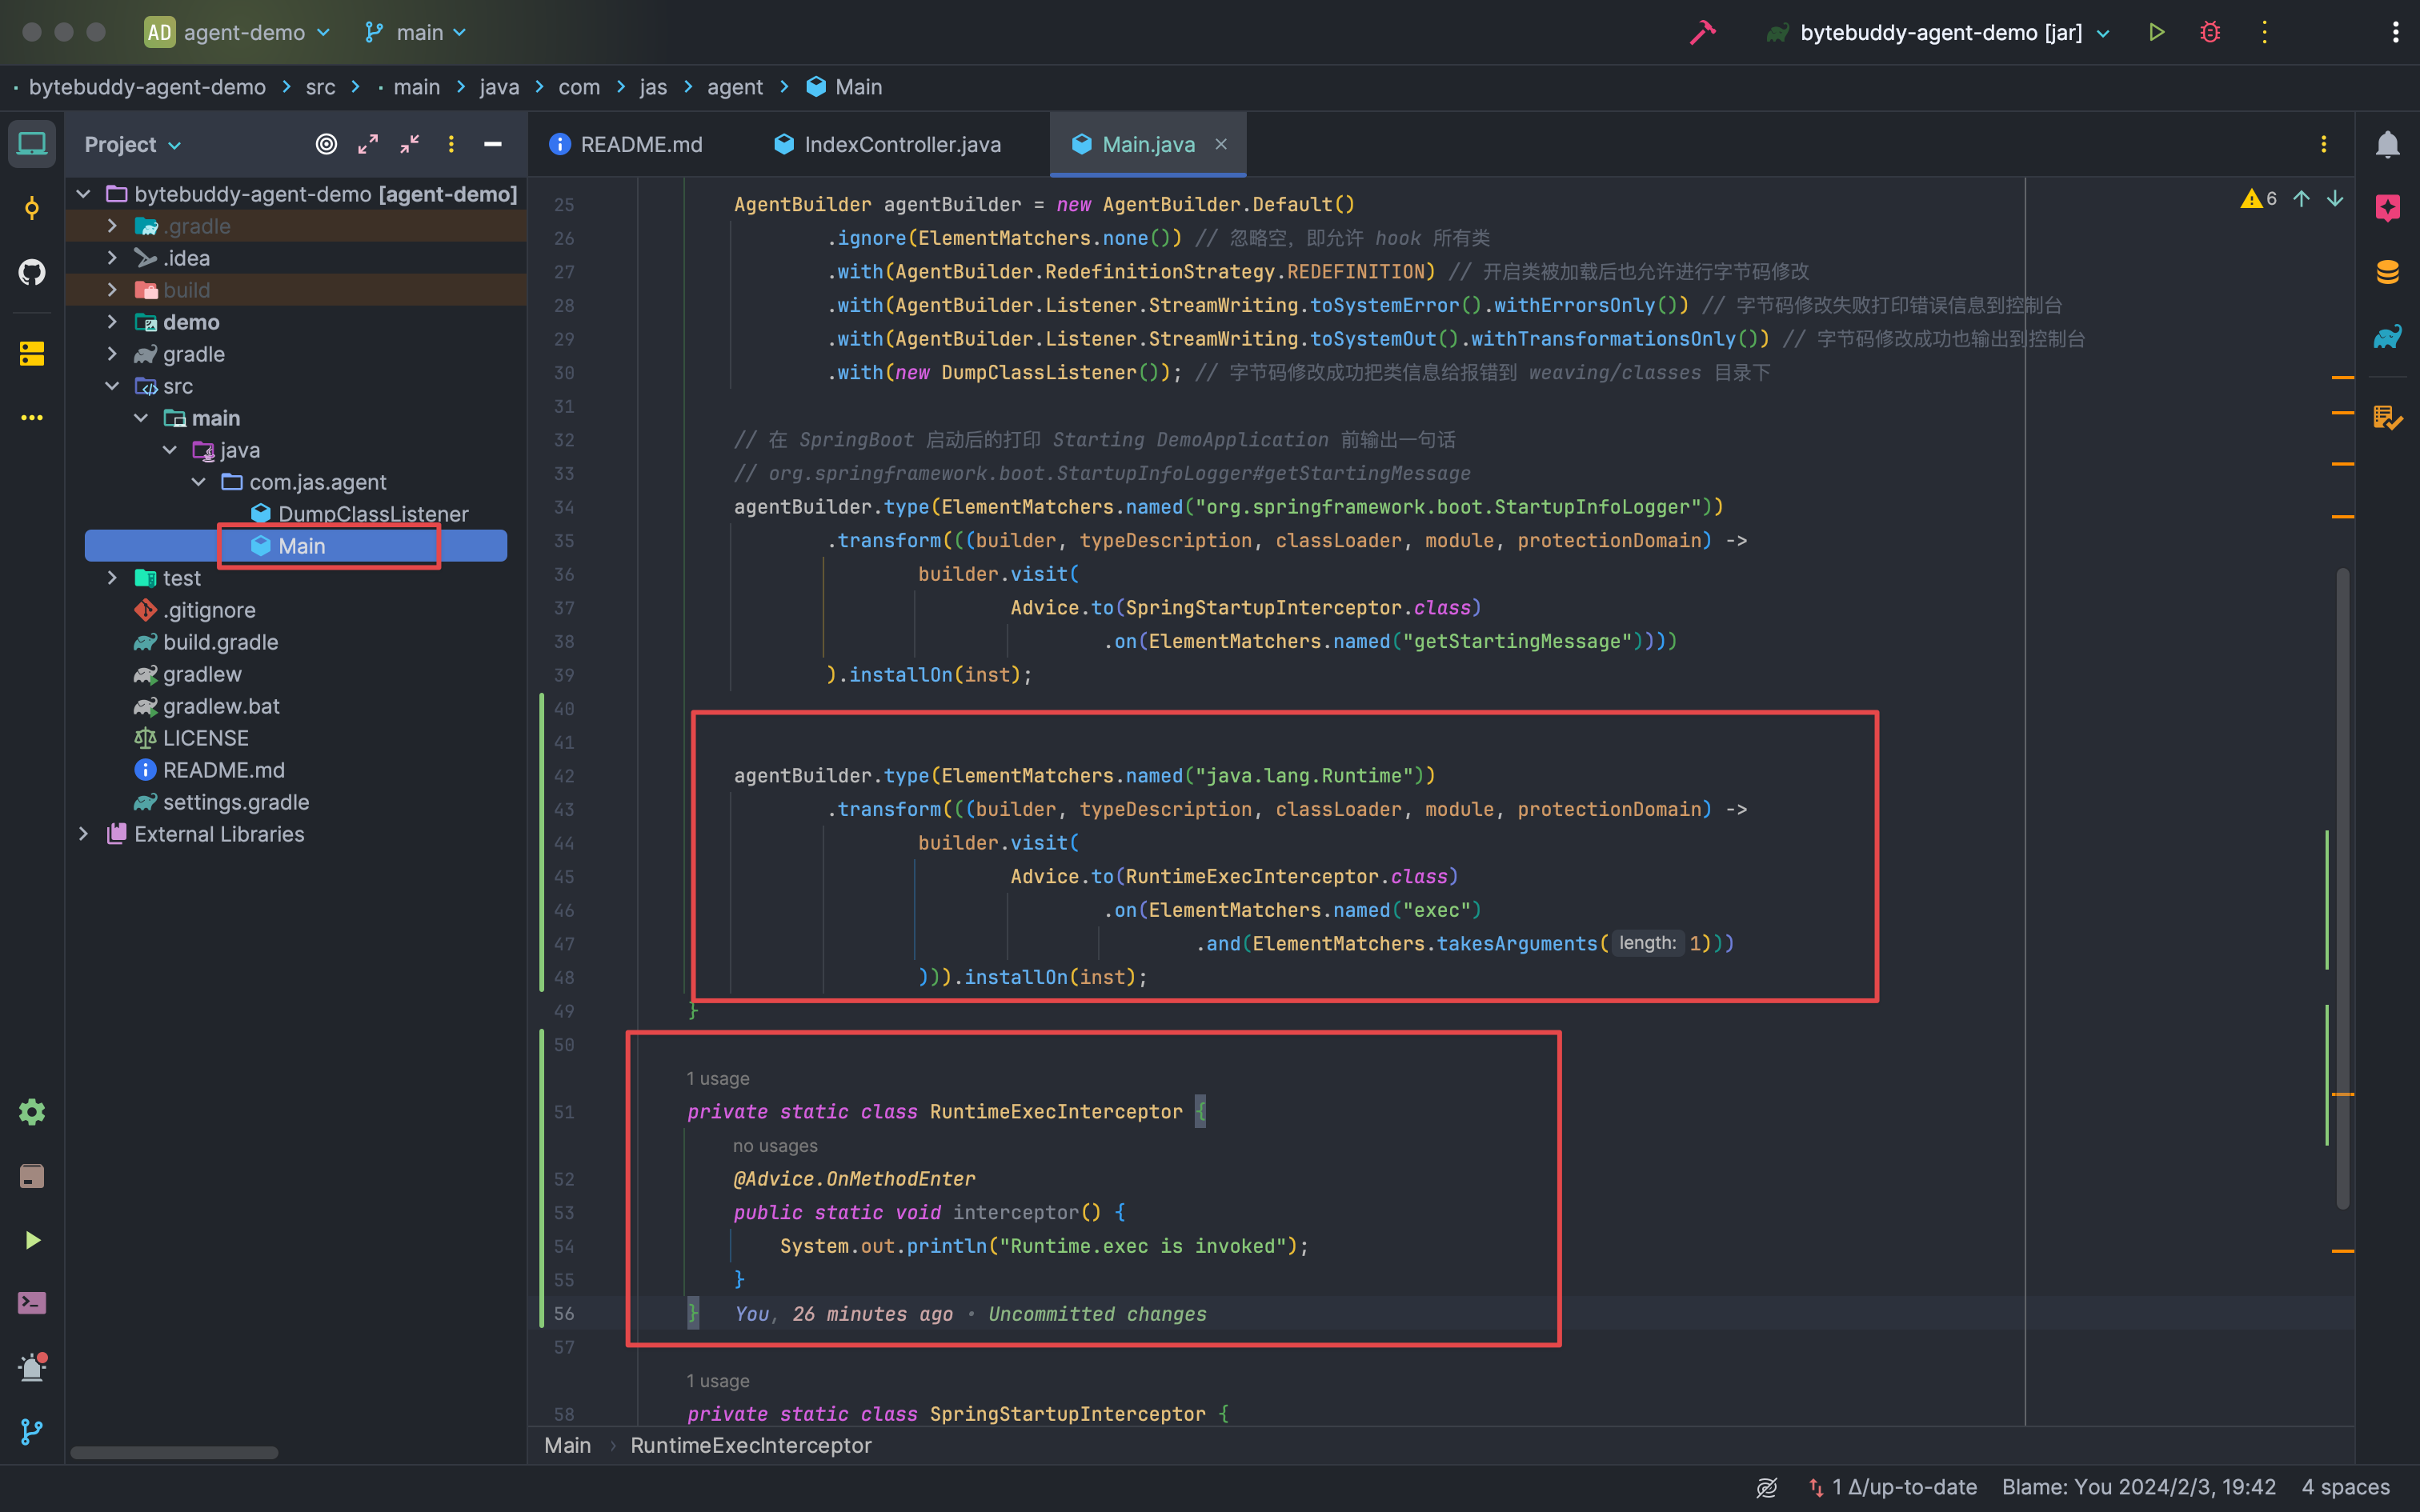 AD agent-demo main bytebuddy-agent-demo [jar]
bytebuddy-agent-demo src main java com jas agent Main
Project
README.md IndexController.java Main.java
bytebuddy-agent-demo [agent-demo]
.gradle
.idea
build
demo
gradle
src
main
java
com.jas.agent
DumpClassListener
Main
test
.gitignore
build.gradle
gradlew
gradlew.bat
LICENSE
README.md
settings.gradle
External Libraries
6
25 AgentBuilder agentBuilder = new AgentBuilder.Default()
26 .ignore(ElementMatchers.none()) // 忽略空，即允许 hook 所有类
27 .with(AgentBuilder.RedefinitionStrategy.REDEFINITION) // 开启类被加载后也允许进行字节码修改
28 .with(AgentBuilder.Listener.StreamWriting.toSystemError().withErrorsOnly()) // 字节码修改失败打印错误信息到控制台
29 .with(AgentBuilder.Listener.StreamWriting.toSystemOut().withTransformationsOnly()) // 字节码修改成功也输出到控制台
30 .with(new DumpClassListener()); // 字节码修改成功把类信息给报错到 weaving/classes 目录下
31
32 // 在 SpringBoot 启动后的打印 Starting DemoApplication 前输出一句话
33 // org.springframework.boot.StartupInfoLogger#getStartingMessage
34 agentBuilder.type(ElementMatchers.named("org.springframework.boot.StartupInfoLogger"))
35 .transform(((builder, typeDescription, classLoader, module, protectionDomain) ->
36 builder.visit(
37 Advice.to(SpringStartupInterceptor.class)
38 .on(ElementMatchers.named("getStartingMessage"))))
39 ).installOn(inst);
40
41
42 agentBuilder.type(ElementMatchers.named("java.lang.Runtime"))
43 .transform(((builder, typeDescription, classLoader, module, protectionDomain) ->
44 builder.visit(
45 Advice.to(RuntimeExecInterceptor.class)
46 .on(ElementMatchers.named("exec")
47 .and(ElementMatchers.takesArguments( length: 1)))
48 ))).installOn(inst);
49 }
50
1 usage
51 private static class RuntimeExecInterceptor {
no usages
52 @Advice.OnMethodEnter
53 public static void interceptor() {
54 System.out.println("Runtime.exec is invoked");
55 }
56 } You, 26 minutes ago • Uncommitted changes
57
1 usage
58 private static class SpringStartupInterceptor {
Main RuntimeExecInterceptor
1 Δ/up-to-date Blame: You 2024/2/3, 19:42 4 spaces